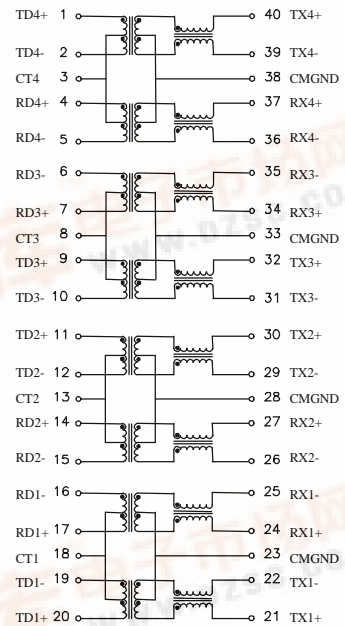 TD4+ 1 40 TX4+
TD4- 2 39 TX4-
CT4 3 38 CMGND
RD4+ 4 37 RX4+
RD4- 5 36 RX4-
RD3- 6 35 RX3-
RD3+ 7 34 RX3+
CT3 8 33 CMGND
TD3+ 9 32 TX3+
TD3- 10 31 TX3-
TD2+ 11 30 TX2+
TD2- 12 29 TX2-
CT2 13 28 CMGND
RD2+ 14 27 RX2+
RD2- 15 26 RX2-
RD1- 16 25 RX1-
RD1+ 17 24 RX1+
CT1 18 23 CMGND
TD1- 19 22 TX1-
TD1+ 20 21 TX1+